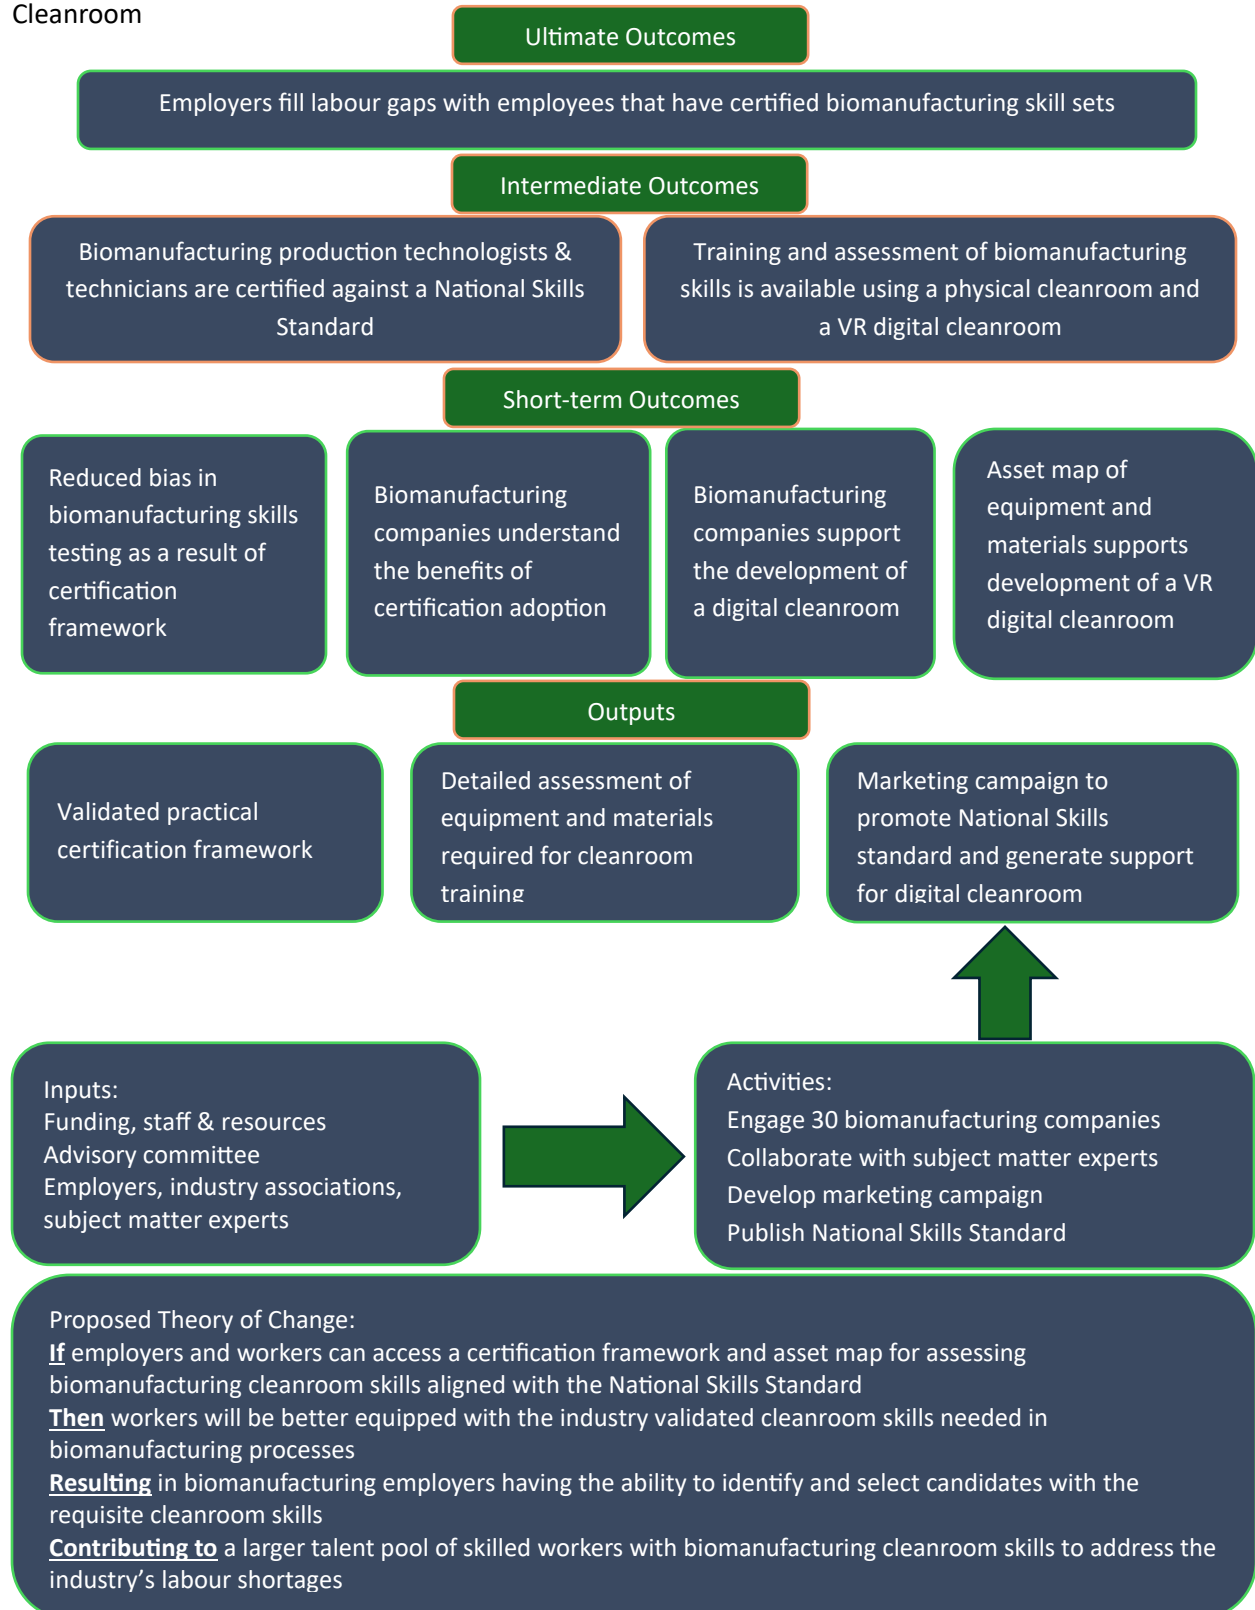 Cleanroom
Ultimate Outcomes
Employers fill labour gaps with employees that have certified biomanufacturing skill sets
Intermediate Outcomes
Biomanufacturing production technologists &
technicians are certified against a National Skills
Standard
Training and assessment of biomanufacturing
skills is available using a physical cleanroom and
a VR digital cleanroom
Short-term Outcomes
Reduced bias in
biomanufacturing skills
testing as a result of
certification
framework
Biomanufacturing
companies understand
the benefits of
certification adoption
Biomanufacturing
companies support
the development of
a digital cleanroom
Asset map of
equipment and
materials supports
development of a VR
digital cleanroom
Outputs
Validated practical
certification framework
Detailed assessment of
equipment and materials
required for cleanroom
training
Marketing campaign to
promote National Skills
standard and generate support
for digital cleanroom
Inputs:
Funding, staff & resources
Advisory committee
Employers, industry associations,
subject matter experts
Activities:
Engage 30 biomanufacturing companies
Collaborate with subject matter experts
Develop marketing campaign
Publish National Skills Standard
Proposed Theory of Change:
If employers and workers can access a certification framework and asset map for assessing
biomanufacturing cleanroom skills aligned with the National Skills Standard
Then workers will be better equipped with the industry validated cleanroom skills needed in
biomanufacturing processes
Resulting in biomanufacturing employers having the ability to identify and select candidates with the
requisite cleanroom skills
Contributing to a larger talent pool of skilled workers with biomanufacturing cleanroom skills to address the
industry's labour shortages